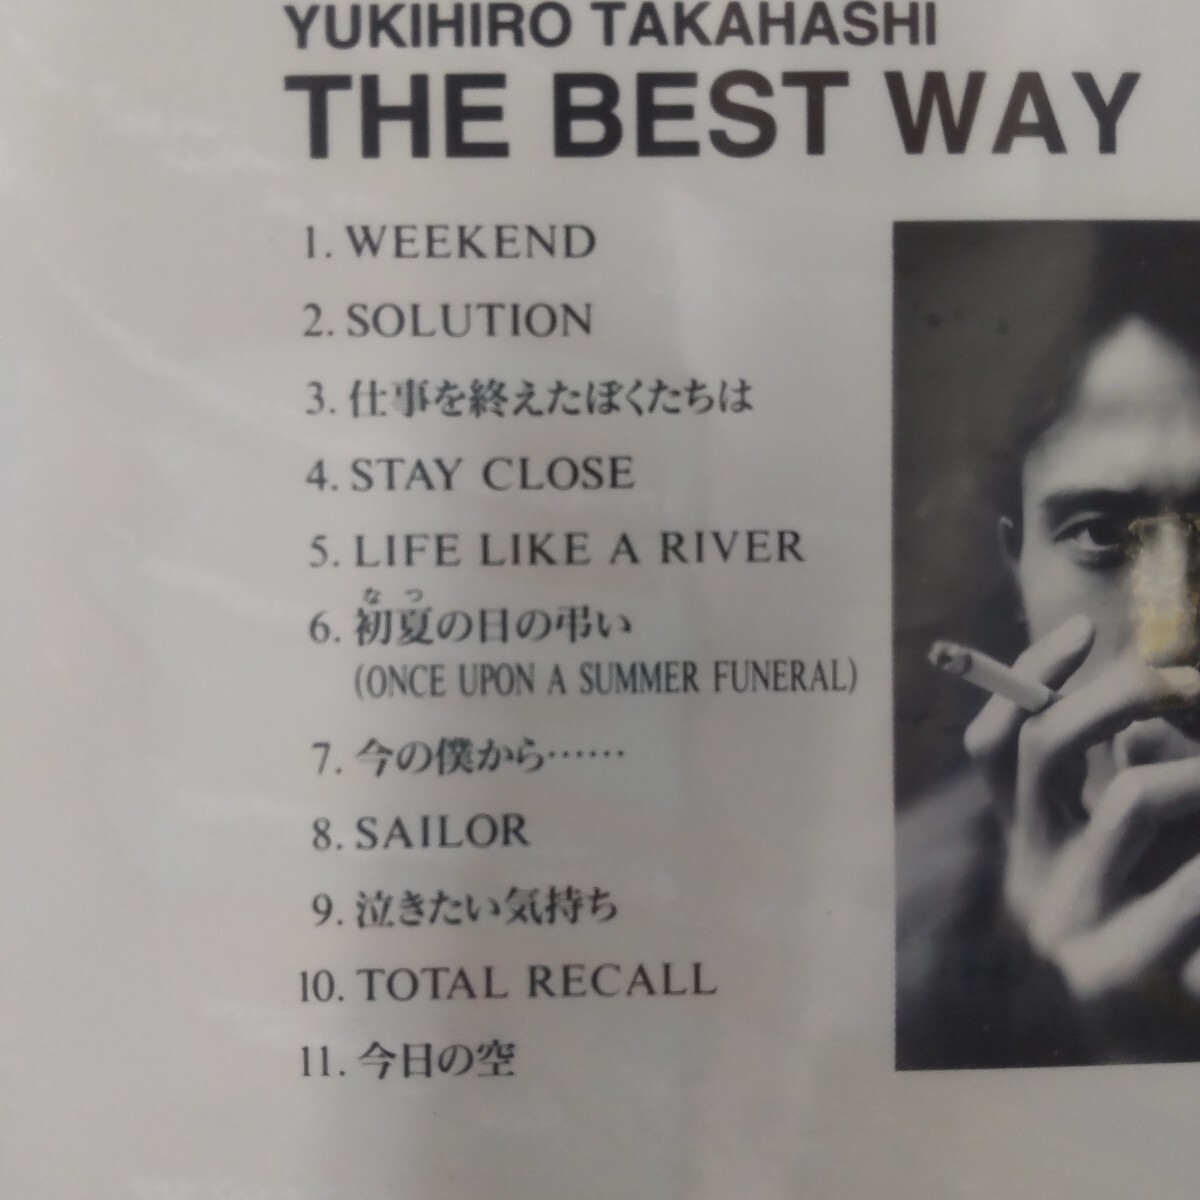 YUKIHIRO TAKAHASHI
THE BEST WAY
1. WEEKEND
2. SOLUTION
3. 仕事を終えたぼくたちは
4. STAY CLOSE
5. LIFE LIKE A RIVER
なつ
6. 初夏の日の弔い
(ONCE UPON A SUMMER FUNERAL)
7. 今の僕から……
8. SAILOR
9. 泣きたい気持ち
10. TOTAL RECALL
11. 今日の空